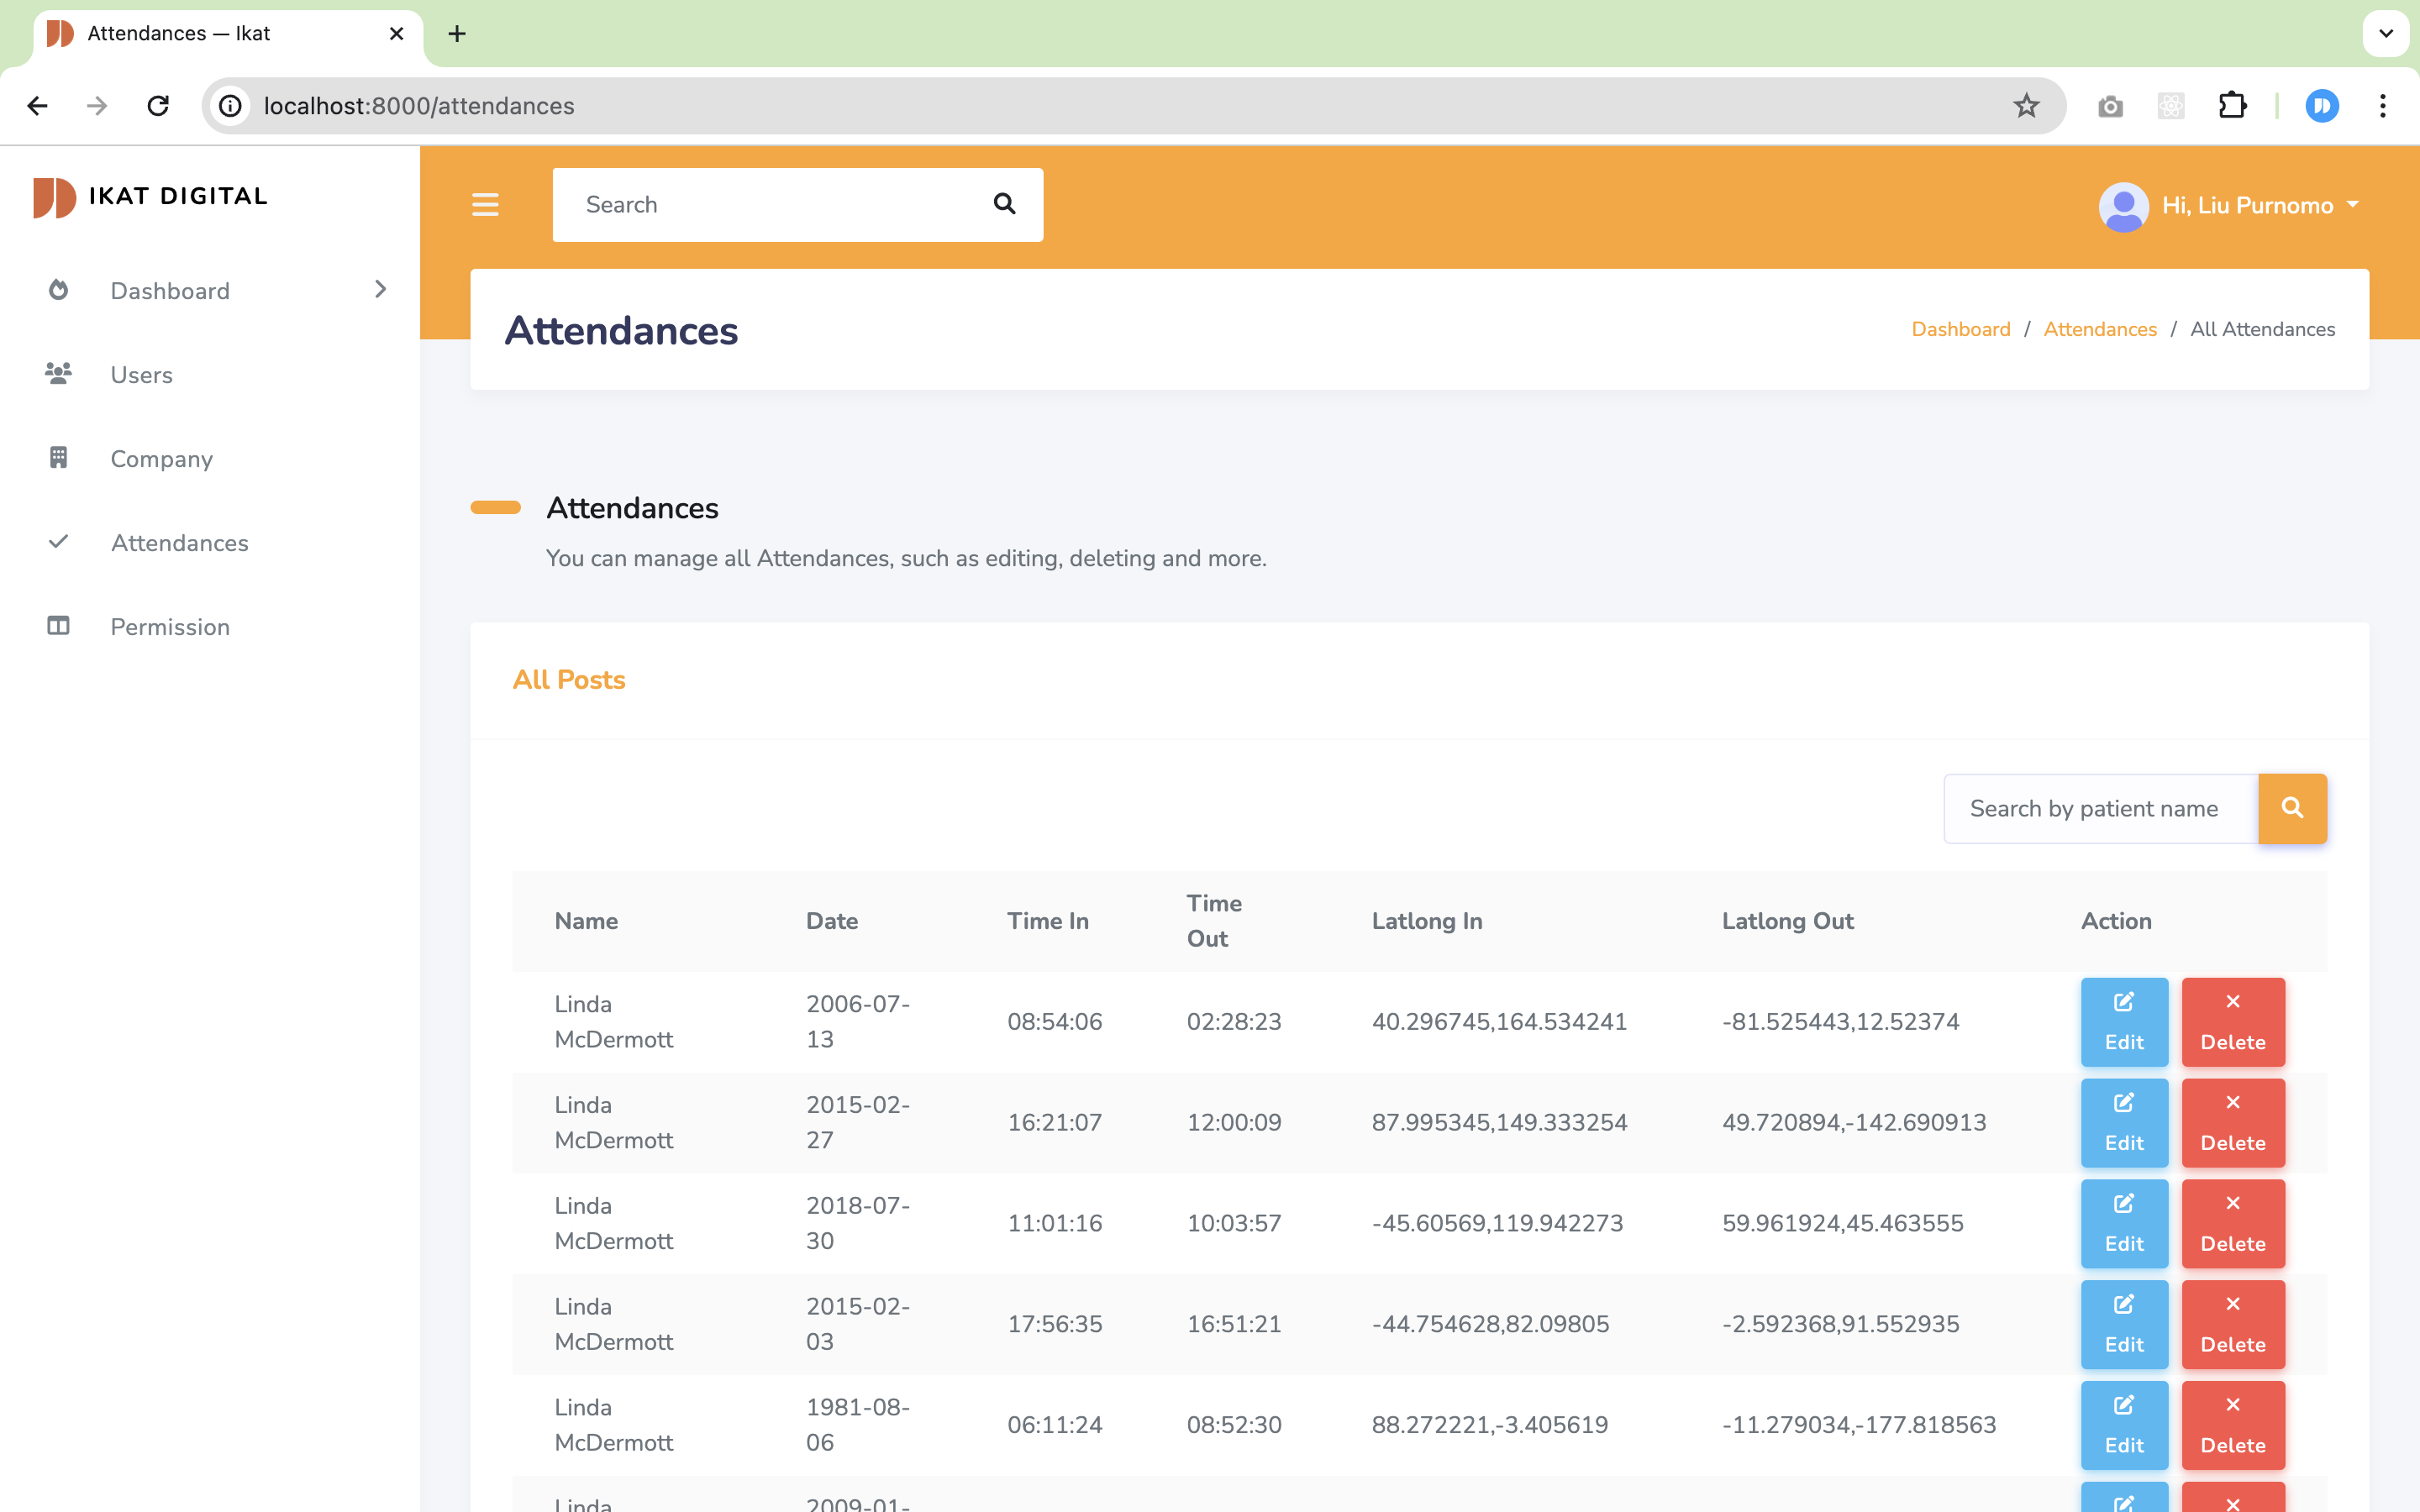 Attendances — Ikat
localhost:8000/attendances
IKAT DIGITAL
Search
Hi, Liu Purnomo
Dashboard
Users
Company
Attendances
Permission
Attendances
Dashboard / Attendances / All Attendances
Attendances
You can manage all Attendances, such as editing, deleting and more.
All Posts
Search by patient name
Name Date Time In Time Out Latlong In Latlong Out Action
Linda McDermott 2006-07-13 08:54:06 02:28:23 40.296745,164.534241 -81.525443,12.52374 Edit Delete
Linda McDermott 2015-02-27 16:21:07 12:00:09 87.995345,149.333254 49.720894,-142.690913 Edit Delete
Linda McDermott 2018-07-30 11:01:16 10:03:57 -45.60569,119.942273 59.961924,45.463555 Edit Delete
Linda McDermott 2015-02-03 17:56:35 16:51:21 -44.754628,82.09805 -2.592368,91.552935 Edit Delete
Linda McDermott 1981-08-06 06:11:24 08:52:30 88.272221,-3.405619 -11.279034,-177.818563 Edit Delete
Linda 2009-01-